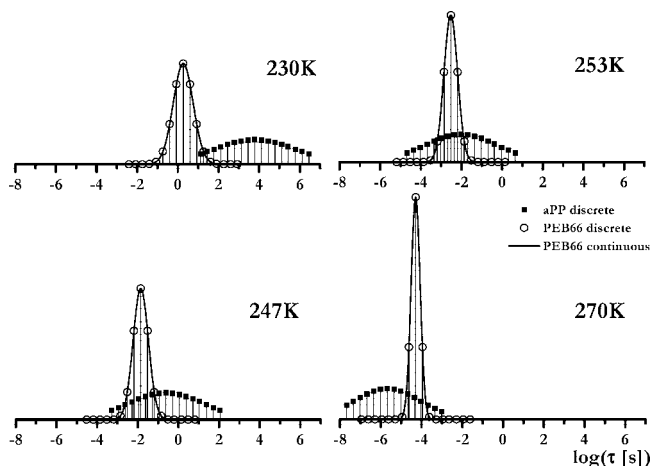 230K
253K
-8 -6 -4 -2 0 2 4 6
-8 -6 -4 -2 0 2 4 6
aPP discrete
PEB66 discrete
PEB66 continuous
247K
270K
-8 -6 -4 -2 0 2 4 6
-8 -6 -4 -2 0 2 4 6
log(τ [s])